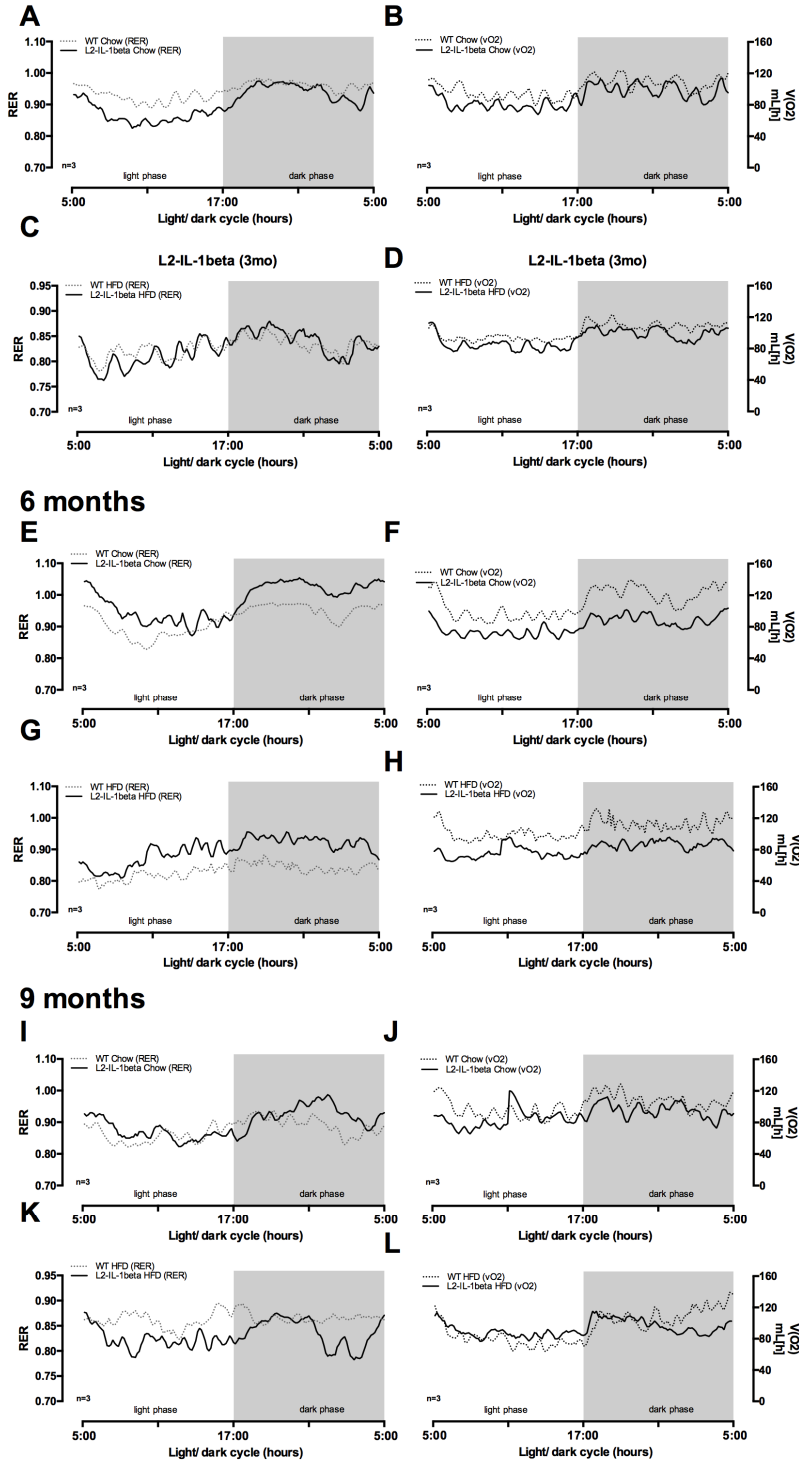 A
WT Chow (RER)
L2-IL-1beta Chow (RER)
1.10
1.00
0.90
0.80
0.70
RER
n=3
light phase
dark phase
5:00
17:00
5:00
Light/ dark cycle (hours)
B
WT Chow (vO2)
L2-IL-1beta Chow (vO2)
160
120
80
40
0
V(O2)
mL[h]
n=3
light phase
dark phase
5:00
17:00
5:00
Light/ dark cycle (hours)
C
L2-IL-1beta (3mo)
WT HFD (RER)
L2-IL-1beta HFD (RER)
0.95
0.90
0.85
0.80
0.75
0.70
RER
n=3
light phase
dark phase
5:00
17:00
5:00
Light/ dark cycle (hours)
D
L2-IL-1beta (3mo)
WT HFD (vO2)
L2-IL-1beta HFD (vO2)
160
120
80
40
0
V(O2)
mL[h]
n=3
light phase
dark phase
5:00
17:00
5:00
Light/ dark cycle (hours)
6 months
E
WT Chow (RER)
L2-IL-1beta Chow (RER)
1.10
1.00
0.90
0.80
0.70
RER
n=3
light phase
dark phase
5:00
17:00
5:00
Light/ dark cycle (hours)
F
WT Chow (vO2)
L2-IL-1beta Chow (vO2)
160
120
80
40
0
V(O2)
mL[h]
n=3
light phase
dark phase
5:00
17:00
5:00
Light/ dark cycle (hours)
G
WT HFD (RER)
L2-IL-1beta HFD (RER)
1.10
1.00
0.90
0.80
0.70
RER
n=3
light phase
dark phase
5:00
17:00
5:00
Light/ dark cycle (hours)
H
WT HFD (vO2)
L2-IL-1beta HFD (vO2)
160
120
80
40
0
V(O2)
mL[h]
n=3
light phase
dark phase
5:00
17:00
5:00
Light/ dark cycle (hours)
9 months
I
WT Chow (RER)
L2-IL-1beta Chow (RER)
1.10
1.00
0.90
0.80
0.70
RER
n=3
light phase
dark phase
5:00
17:00
5:00
Light/ dark cycle (hours)
J
WT Chow (vO2)
L2-IL-1beta Chow (vO2)
160
120
80
40
0
V(O2)
mL[h]
n=3
light phase
dark phase
5:00
17:00
5:00
Light/ dark cycle (hours)
K
WT HFD (RER)
L2-IL-1beta HFD (RER)
0.95
0.90
0.85
0.80
0.75
0.70
RER
n=3
light phase
dark phase
5:00
17:00
5:00
Light/ dark cycle (hours)
L
WT HFD (vO2)
L2-IL-1beta HFD (vO2)
160
120
80
40
0
V(O2)
mL[h]
n=3
light phase
dark phase
5:00
17:00
5:00
Light/ dark cycle (hours)